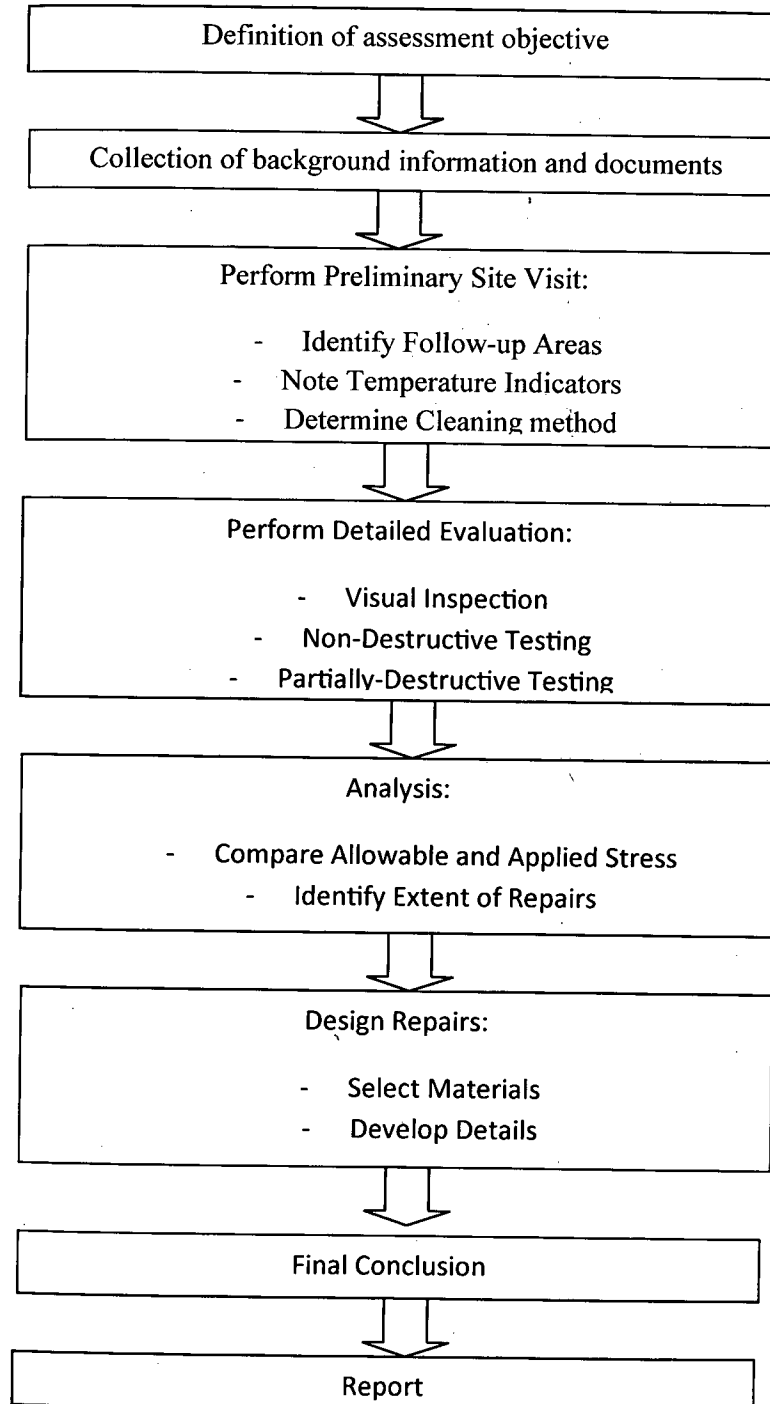 Definition of assessment objective
Collection of background information and documents
Perform Preliminary Site Visit:
- Identify Follow-up Areas
- Note Temperature Indicators
- Determine Cleaning method
Perform Detailed Evaluation:
- Visual Inspection
- Non-Destructive Testing
- Partially-Destructive Testing
Analysis:
- Compare Allowable and Applied Stress
- Identify Extent of Repairs
Design Repairs:
- Select Materials
- Develop Details
Final Conclusion
Report